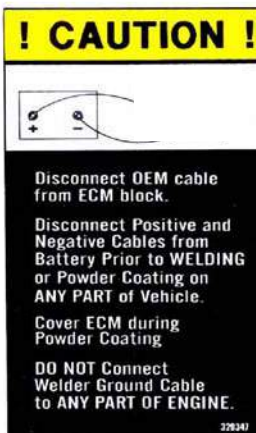 ! CAUTION !
+ -
Disconnect OEM cable
from ECM block.
Disconnect Positive and
Negative Cables from
Battery Prior to WELDING
or Powder Coating on
ANY PART of Vehicle.
Cover ECM during
Powder Coating
DO NOT Connect
Welder Ground Cable
to ANY PART OF ENGINE.
329347